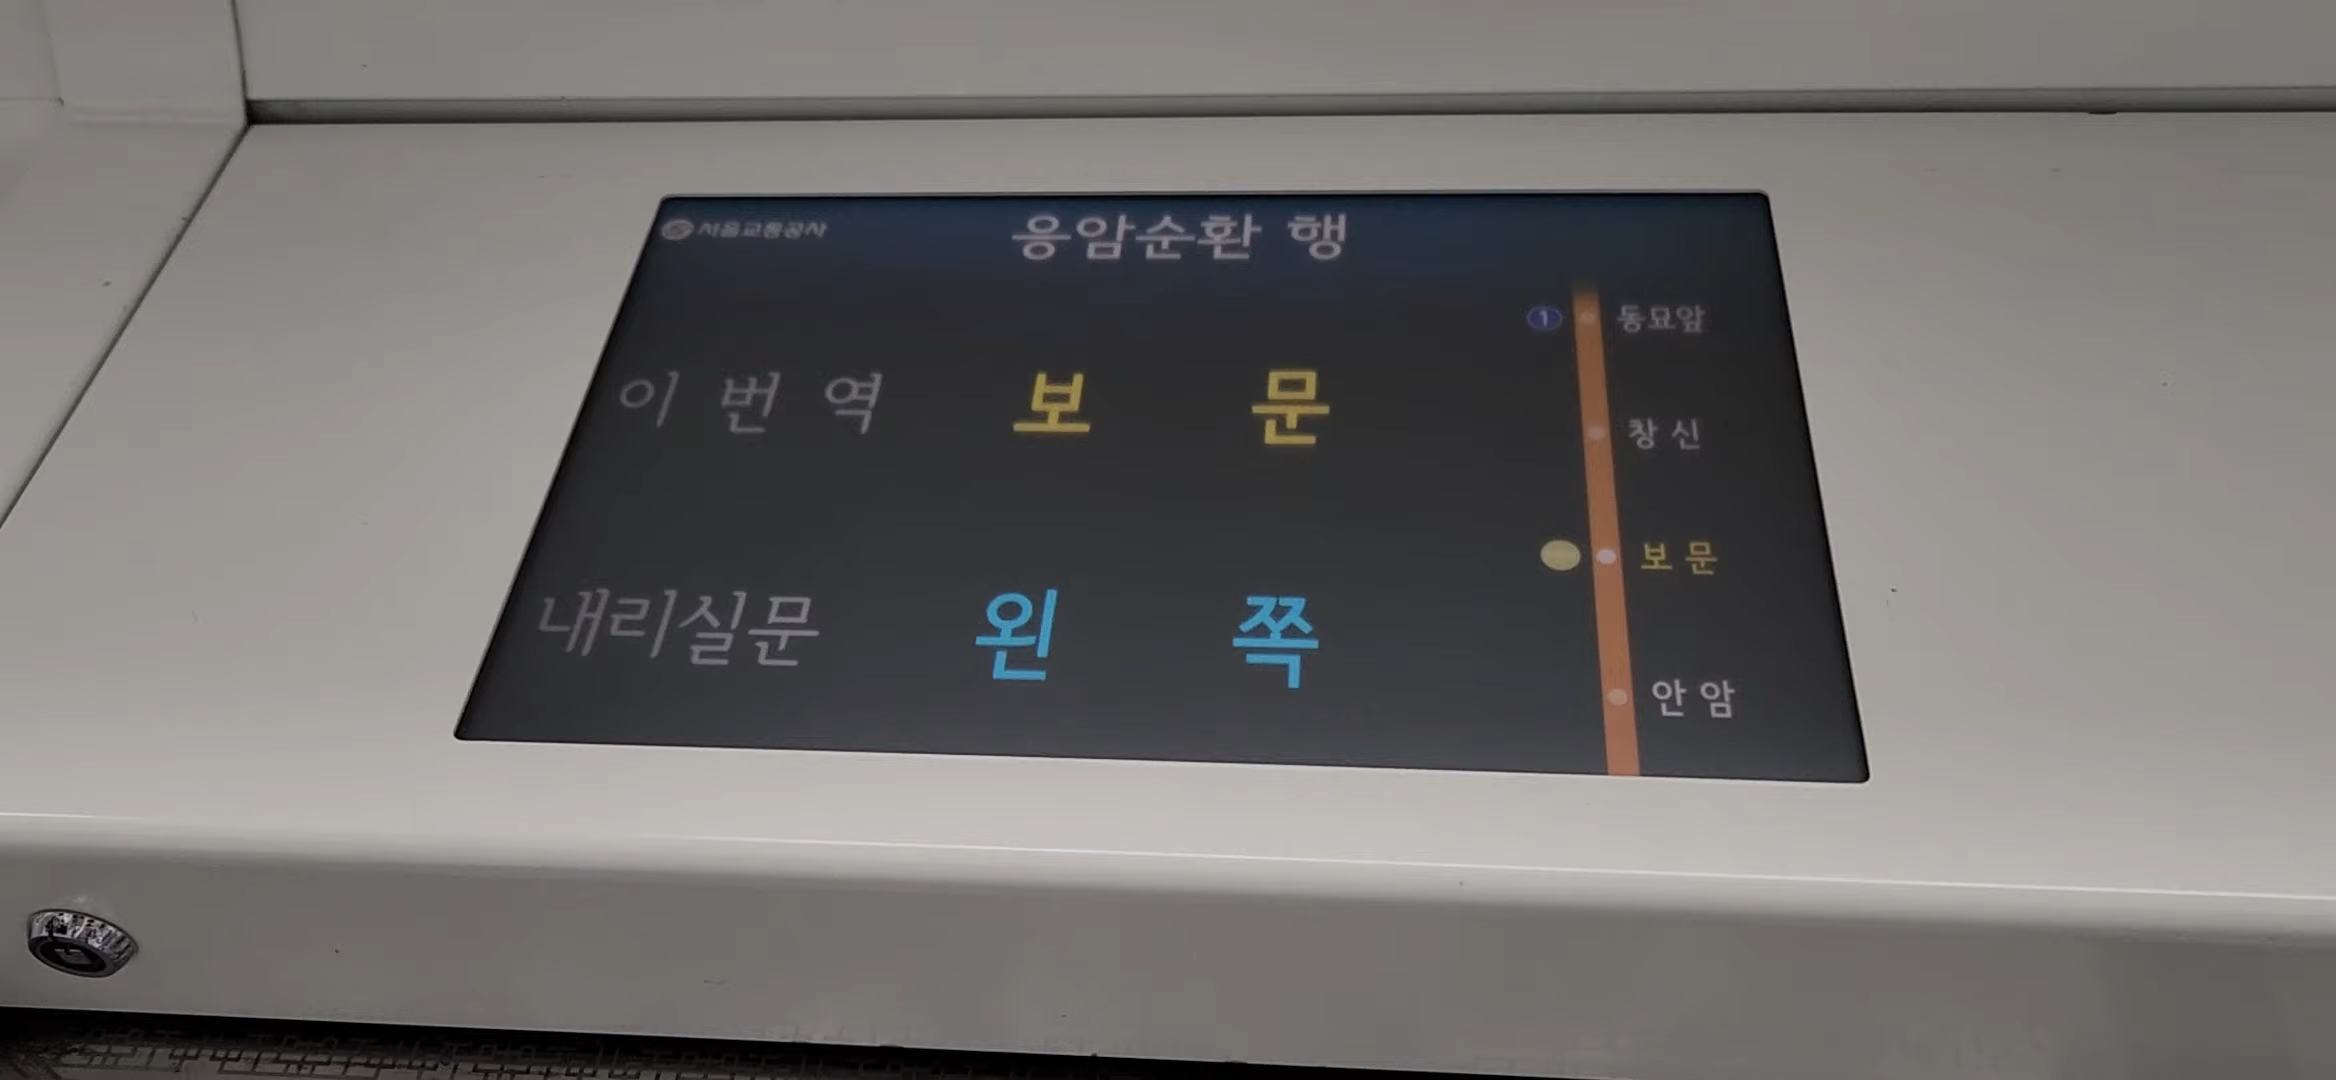 서울교통공사
응암순환 행
이 번 역 보 문
내리실문 왼 쪽
1 동묘앞
창 신
보 문
안 암